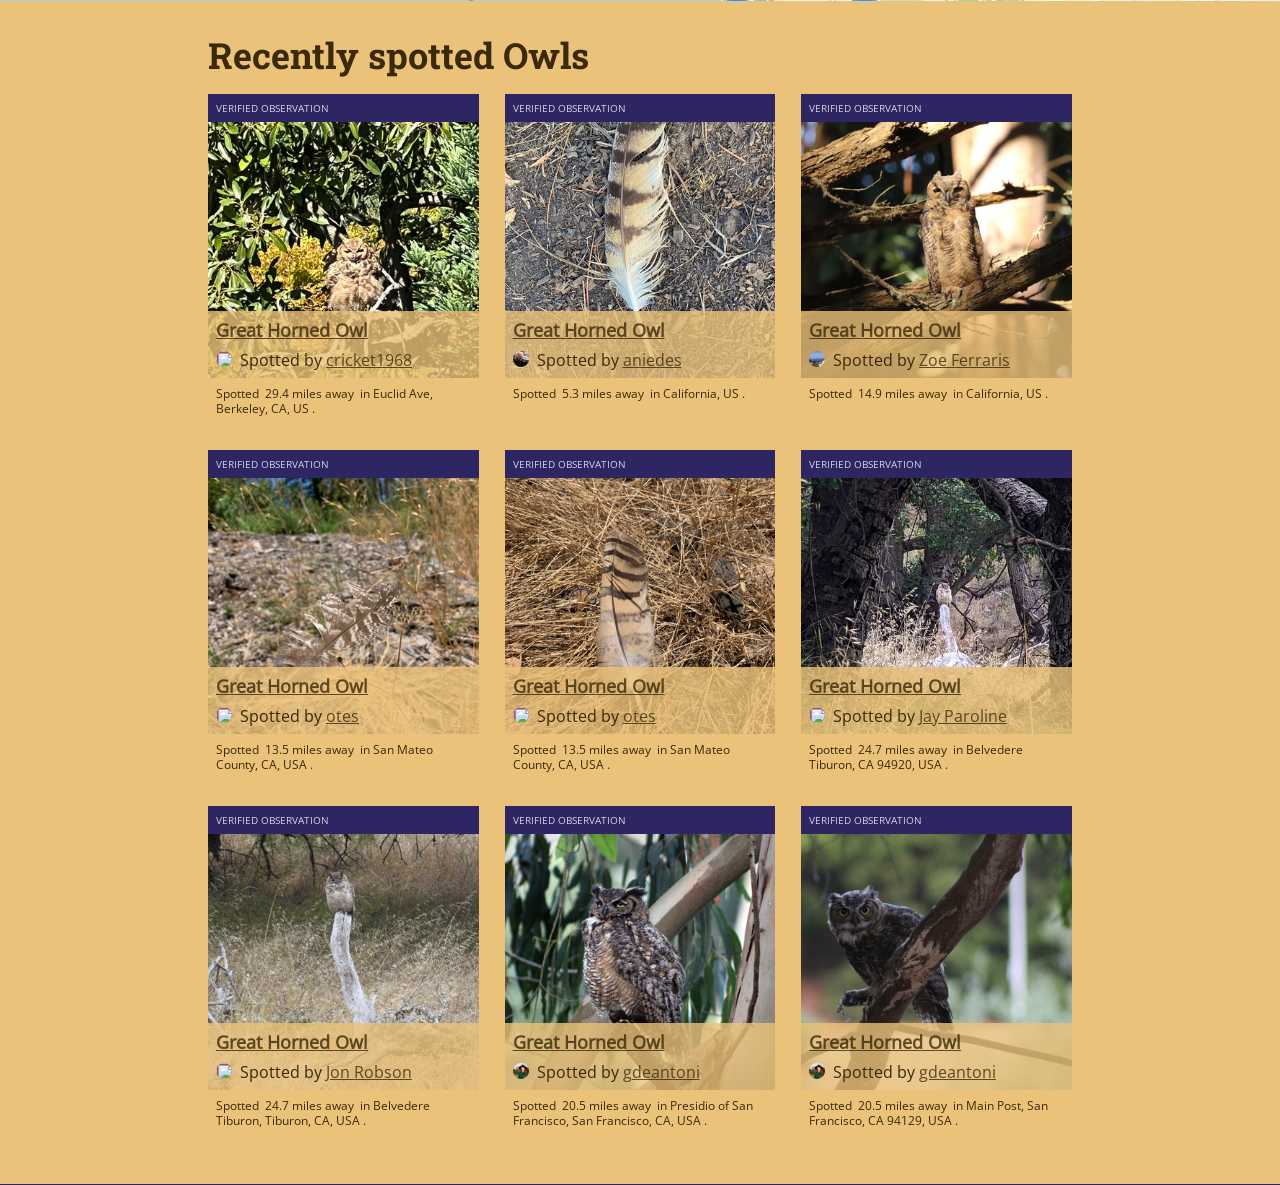 Recently spotted Owls
VERIFIED OBSERVATION
Great Horned Owl
Spotted by cricket1968
Spotted 29.4 miles away in Euclid Ave,
Berkeley, CA, US .
VERIFIED OBSERVATION
Great Horned Owl
Spotted by aniedes
Spotted 5.3 miles away in California, US .
VERIFIED OBSERVATION
Great Horned Owl
Spotted by Zoe Ferraris
Spotted 14.9 miles away in California, US .
VERIFIED OBSERVATION
Great Horned Owl
Spotted by otes
Spotted 13.5 miles away in San Mateo
County, CA, USA .
VERIFIED OBSERVATION
Great Horned Owl
Spotted by otes
Spotted 13.5 miles away in San Mateo
County, CA, USA .
VERIFIED OBSERVATION
Great Horned Owl
Spotted by Jay Paroline
Spotted 24.7 miles away in Belvedere
Tiburon, CA 94920, USA .
VERIFIED OBSERVATION
Great Horned Owl
Spotted by Jon Robson
Spotted 24.7 miles away in Belvedere
Tiburon, Tiburon, CA, USA .
VERIFIED OBSERVATION
Great Horned Owl
Spotted by gdeantoni
Spotted 20.5 miles away in Presidio of San
Francisco, San Francisco, CA, USA .
VERIFIED OBSERVATION
Great Horned Owl
Spotted by gdeantoni
Spotted 20.5 miles away in Main Post, San
Francisco, CA 94129, USA .